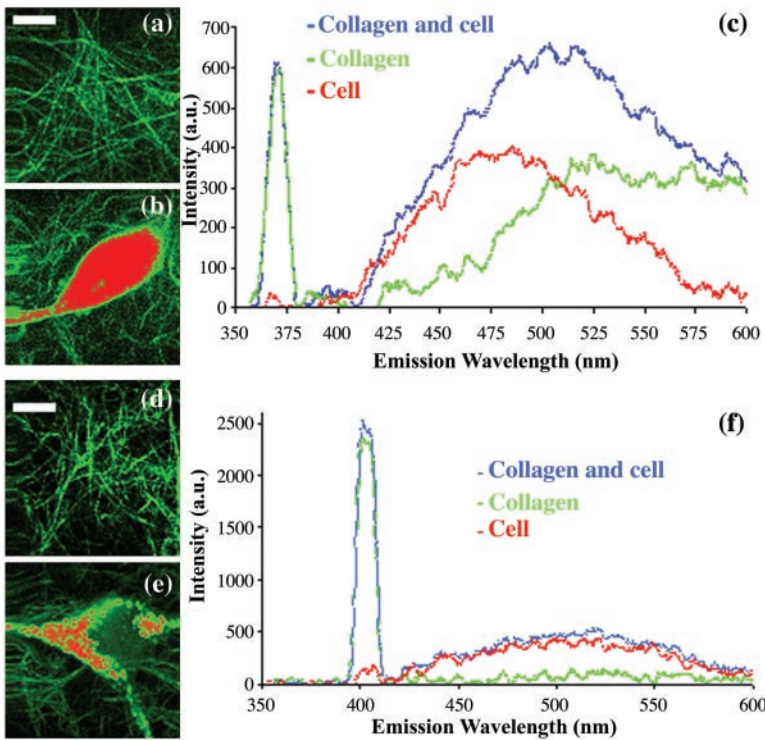 (a)
(b)
(c)
Collagen and cell
Collagen
Cell
700
600
500
400
300
200
100
0
Intensity (a.u.)
350 375 400 425 450 475 500 525 550 575 600
Emission Wavelength (nm)
(d)
(e)
(f)
Collagen and cell
Collagen
Cell
2500
2000
1500
1000
500
0
Intensity (a.u.)
350 400 450 500 550 600
Emission Wavelength (nm)